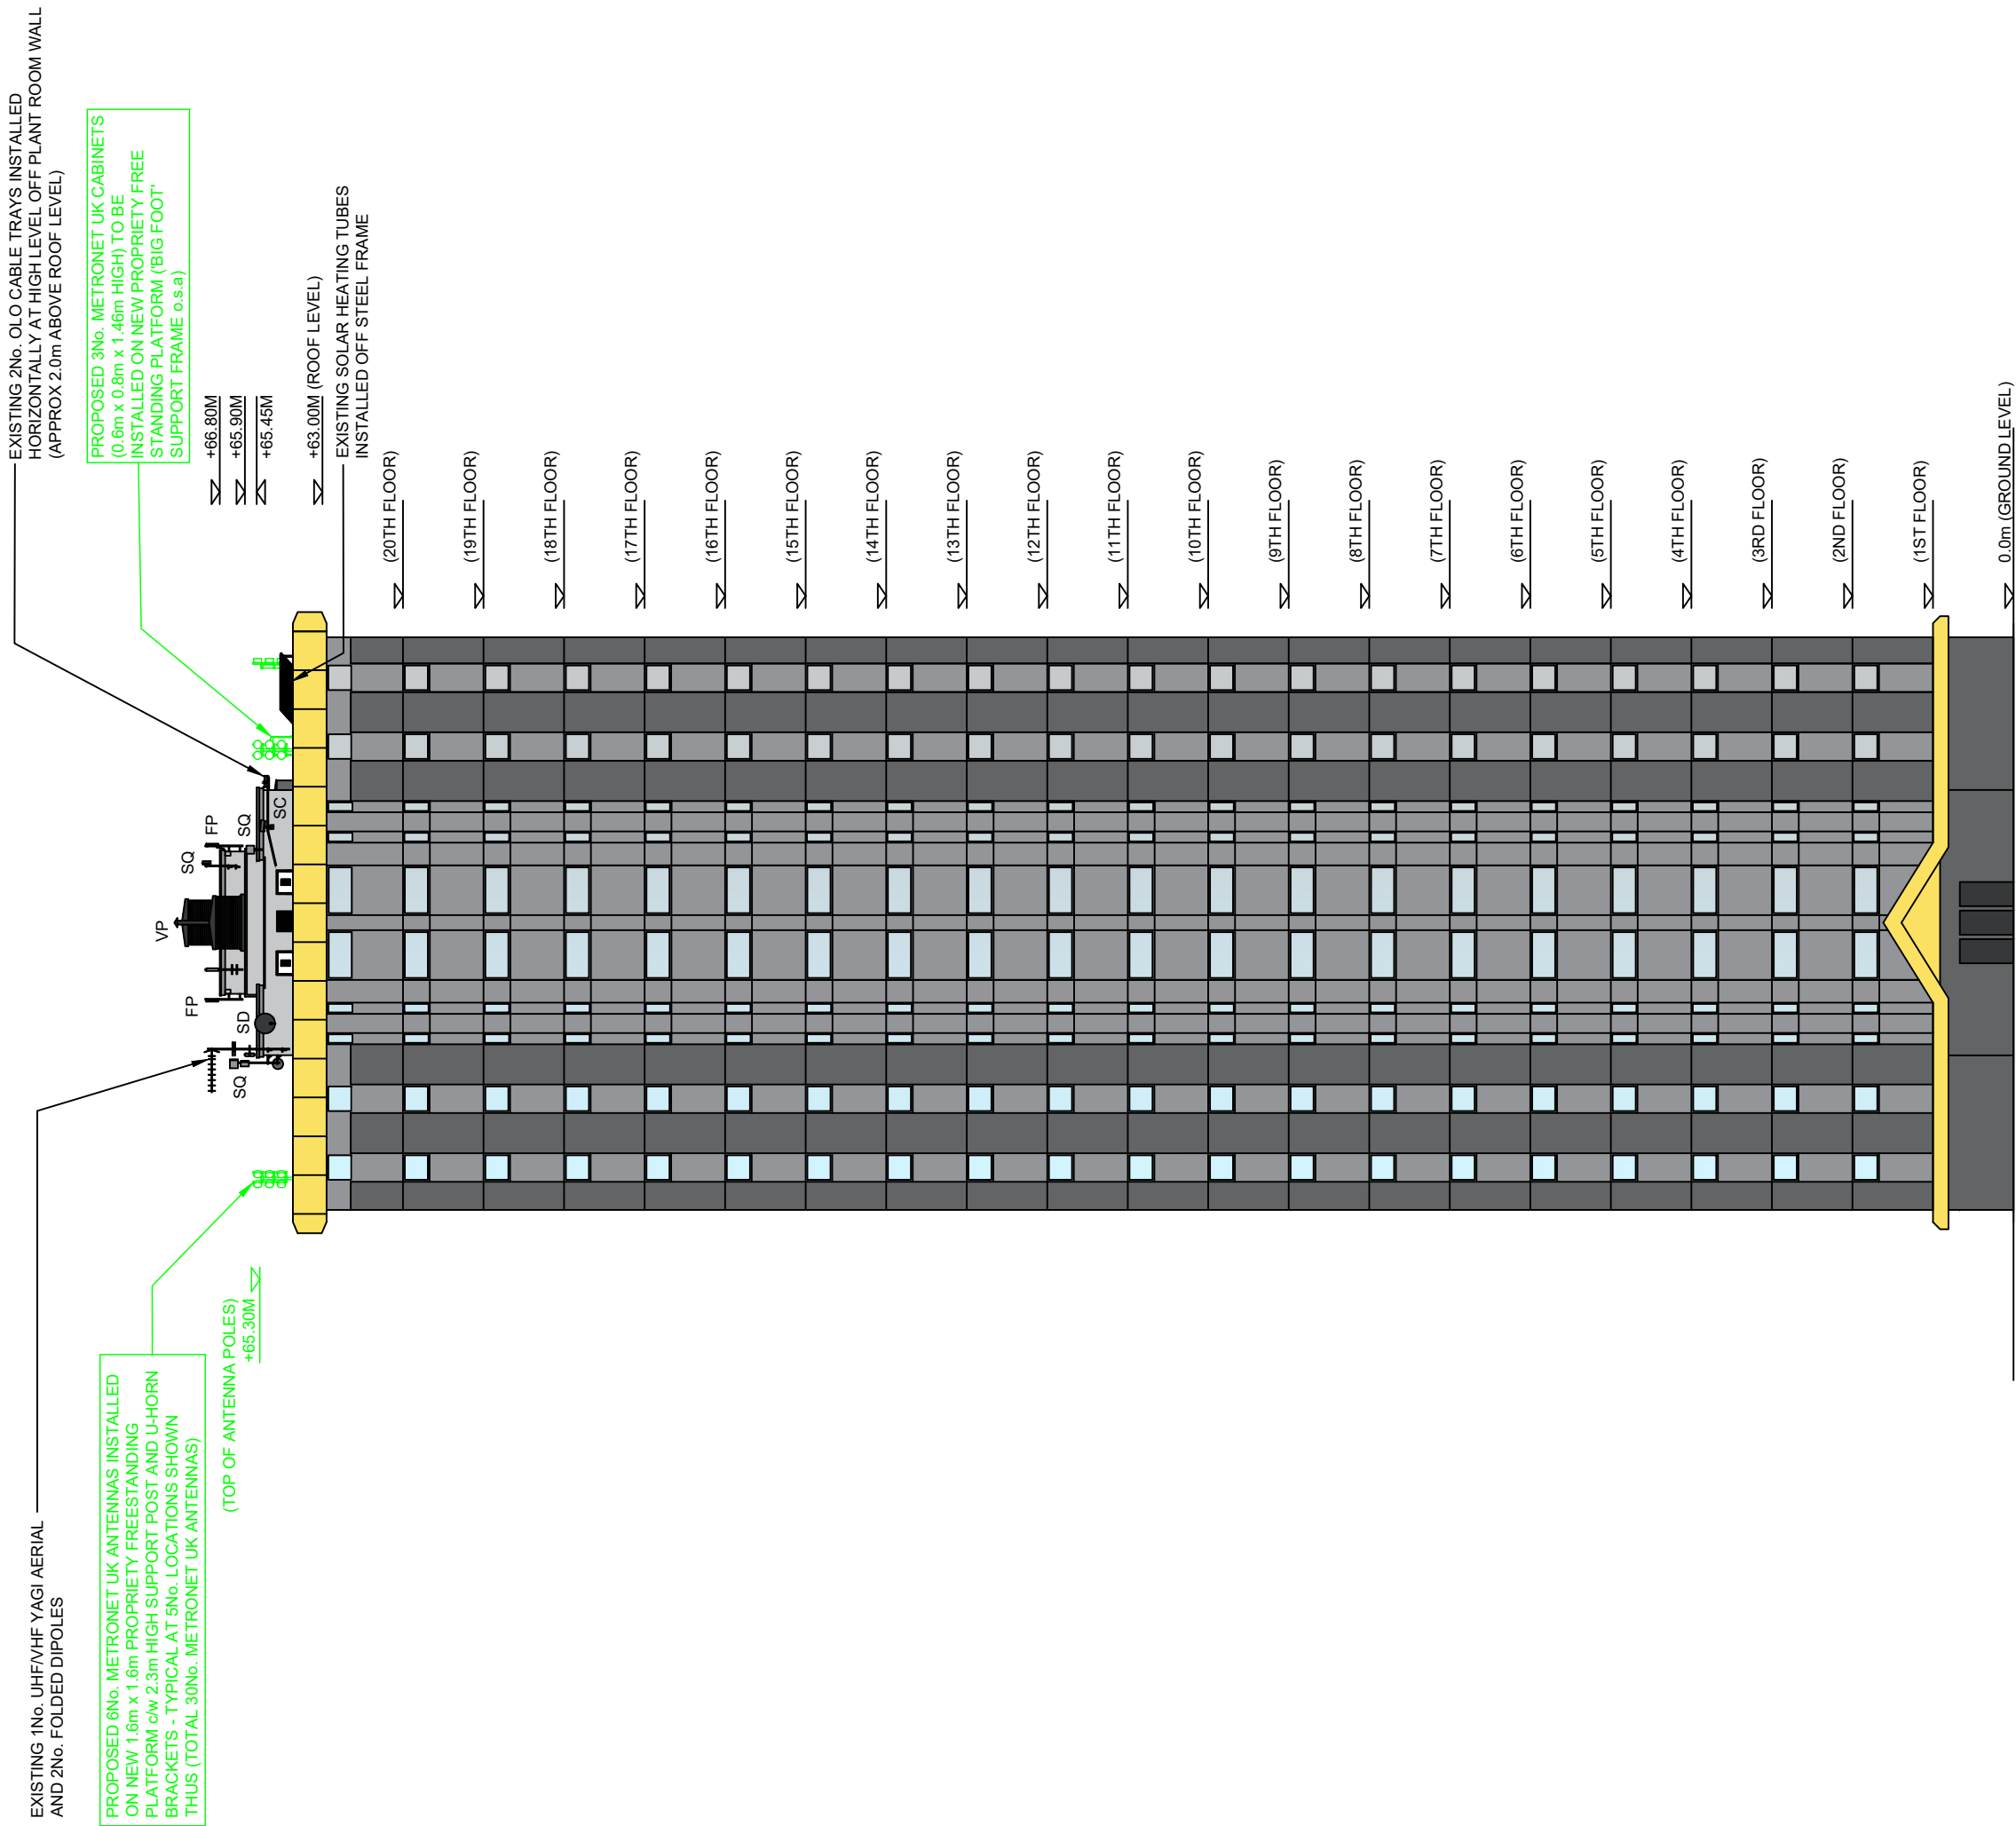 EXISTING 1No. UHF/VHF YAGI AERIAL
AND 2No. FOLDED DIPOLES
PROPOSED 6No. METRONET UK ANTENNAS INSTALLED
ON NEW 1.6m x 1.6m PROPRIETY FREESTANDING
PLATFORM c/w 2.3m HIGH SUPPORT POST AND U-HORN
BRACKETS - TYPICAL AT 5No. LOCATIONS SHOWN
THUS (TOTAL 30No. METRONET UK ANTENNAS)
(TOP OF ANTENNA POLES)
+65.30M
SQ
SD
FP
VP
SQ
FP
SQ
SC
EXISTING 2No. OLO CABLE TRAYS INSTALLED
HORIZONTALLY AT HIGH LEVEL OFF PLANT ROOM WALL
(APPROX 2.0m ABOVE ROOF LEVEL)
PROPOSED 3No. METRONET UK CABINETS
(0.6m x 0.8m x 1.46m HIGH) TO BE
INSTALLED ON NEW PROPRIETY FREE
STANDING PLATFORM ('BIG FOOT'
SUPPORT FRAME o.s.a)
+66.80M
+65.90M
+65.45M
+63.00M (ROOF LEVEL)
EXISTING SOLAR HEATING TUBES
INSTALLED OFF STEEL FRAME
(20TH FLOOR)
(19TH FLOOR)
(18TH FLOOR)
(17TH FLOOR)
(16TH FLOOR)
(15TH FLOOR)
(14TH FLOOR)
(13TH FLOOR)
(12TH FLOOR)
(11TH FLOOR)
(10TH FLOOR)
(9TH FLOOR)
(8TH FLOOR)
(7TH FLOOR)
(6TH FLOOR)
(5TH FLOOR)
(4TH FLOOR)
(3RD FLOOR)
(2ND FLOOR)
(1ST FLOOR)
0.0m (GROUND LEVEL)